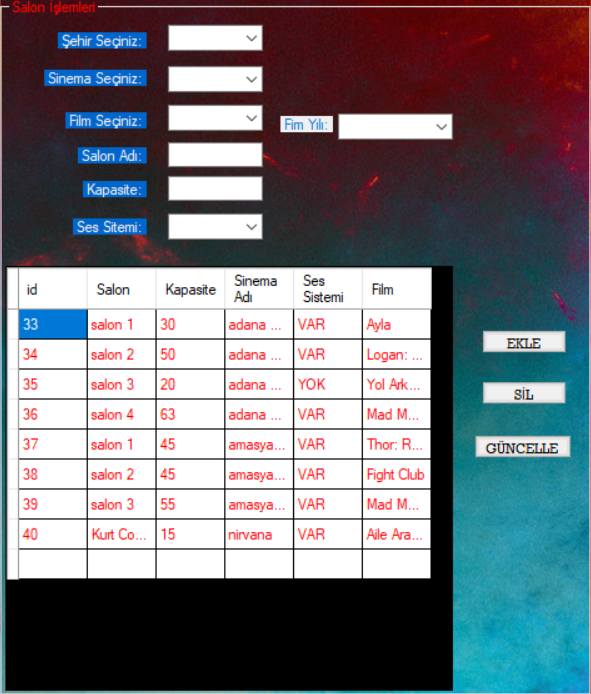 Salon İşlemleri
Şehir Seçiniz:
Sinema Seçiniz:
Film Seçiniz:
Fim Yılı:
Salon Adı:
Kapasite:
Ses Sitemi:
id Salon Kapasite Sinema Adı Ses Sistemi Film
33 salon 1 30 adana ... VAR Ayla
34 salon 2 50 adana ... VAR Logan: ...
35 salon 3 20 adana ... YOK Yol Ark...
36 salon 4 63 adana ... VAR Mad M...
37 salon 1 45 amasya... VAR Thor: R...
38 salon 2 45 amasya... VAR Fight Club
39 salon 3 55 amasya... VAR Mad M...
40 Kurt Co... 15 nirvana VAR Aile Ara...
EKLE
SİL
GÜNCELLE